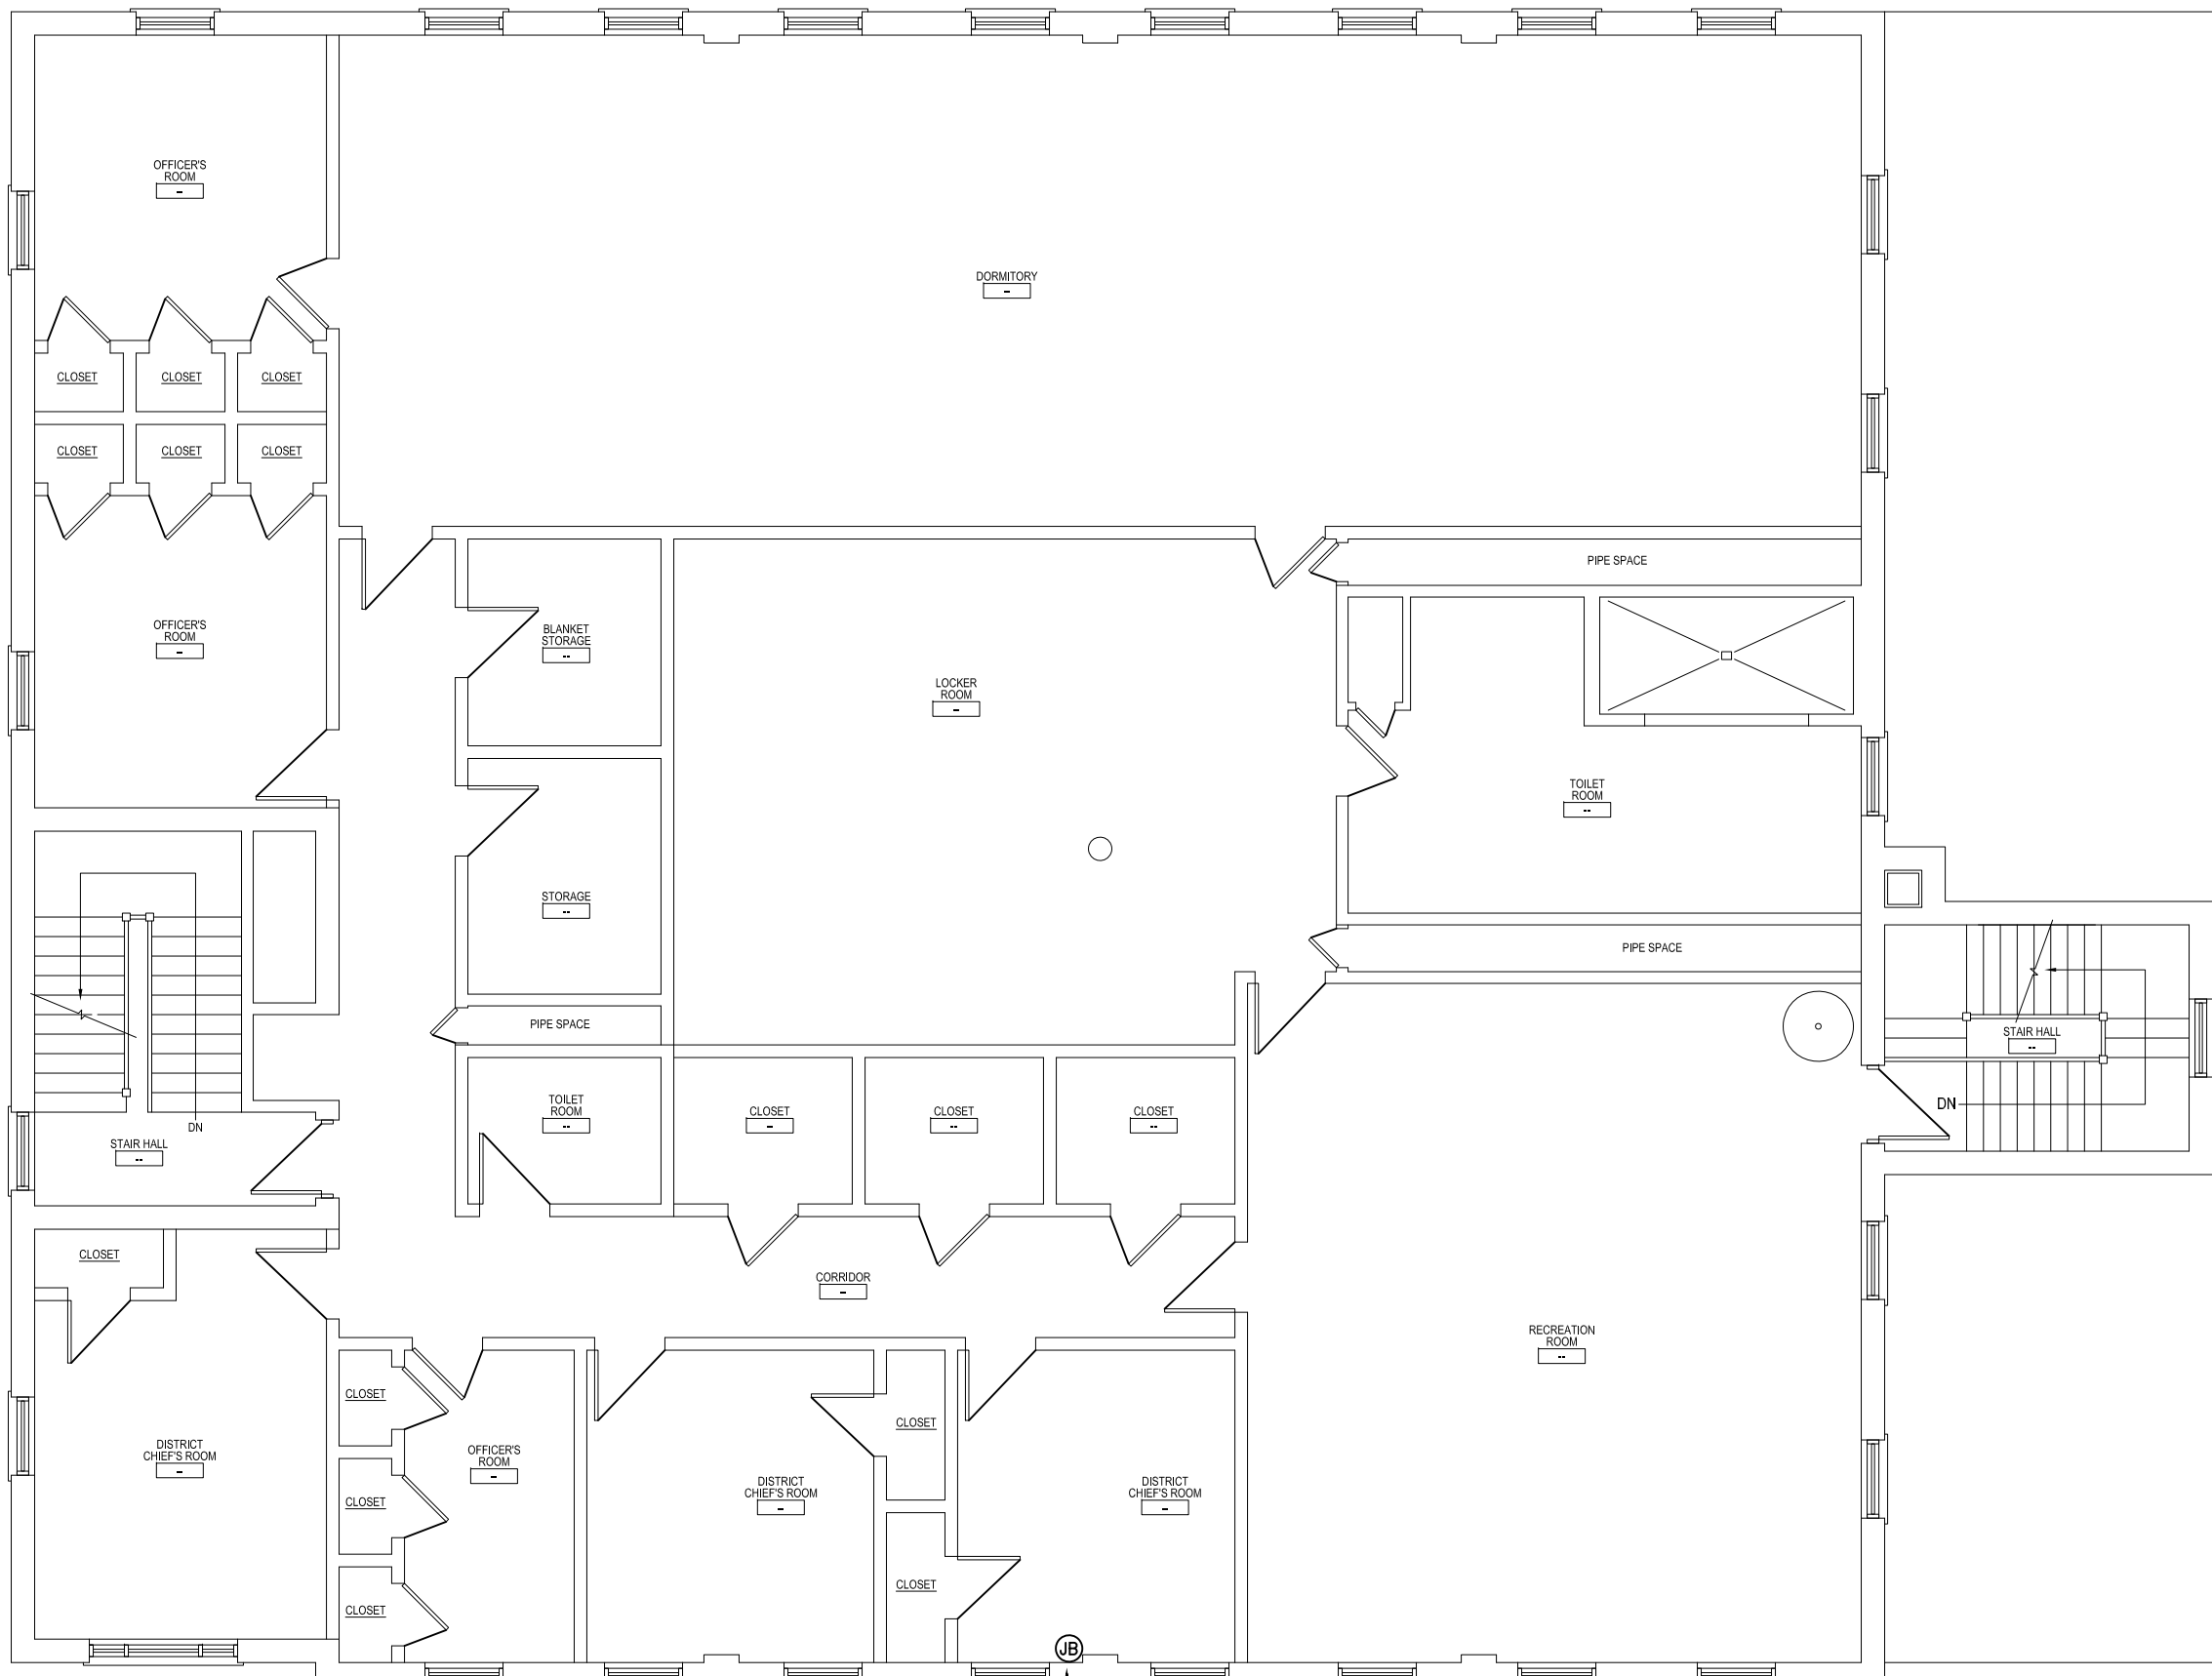 OFFICER'S
ROOM
-
DORMITORY
-
CLOSET
CLOSET
CLOSET
CLOSET
CLOSET
CLOSET
PIPE SPACE
OFFICER'S
ROOM
-
BLANKET
STORAGE
--
LOCKER
ROOM
-
TOILET
ROOM
--
STORAGE
--
PIPE SPACE
PIPE SPACE
STAIR HALL
--
DN
TOILET
ROOM
--
CLOSET
-
CLOSET
--
CLOSET
--
DN
STAIR HALL
--
CLOSET
CORRIDOR
-
RECREATION
ROOM
--
CLOSET
CLOSET
DISTRICT
CHIEF'S ROOM
-
OFFICER'S
ROOM
-
DISTRICT
CHIEF'S ROOM
-
DISTRICT
CHIEF'S ROOM
-
CLOSET
CLOSET
CLOSET
JB